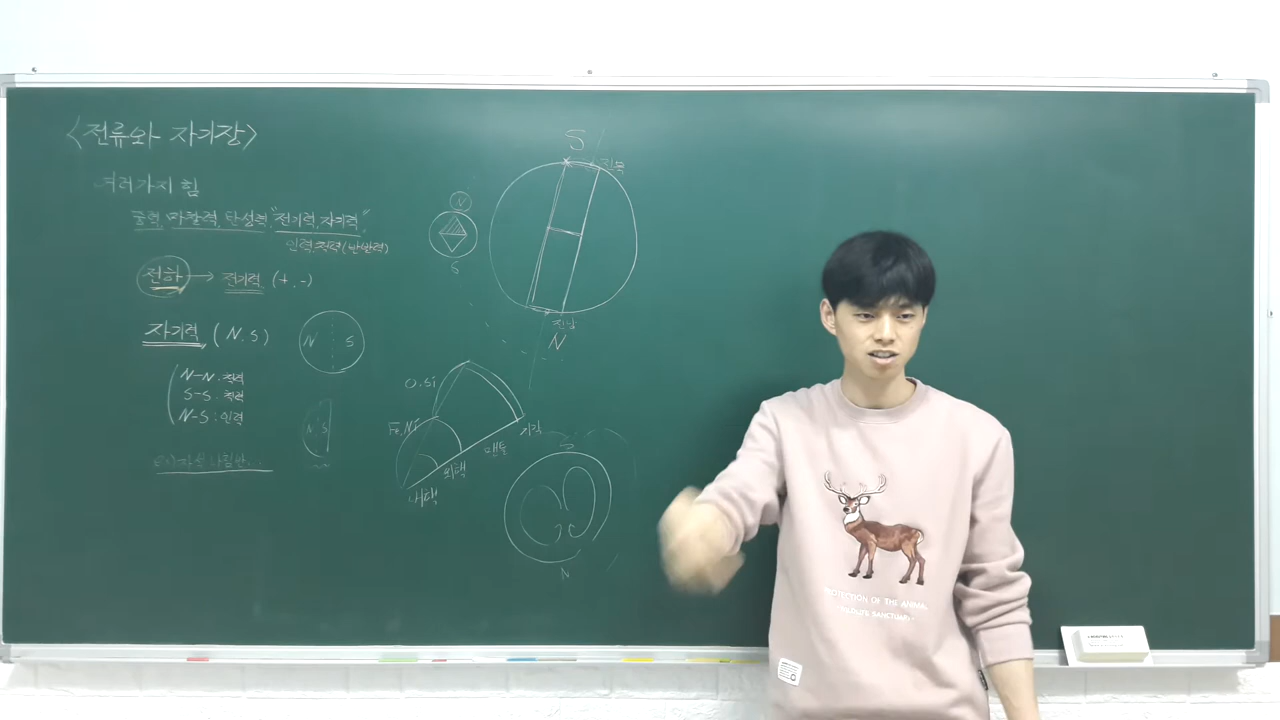 <전류와 자기장>
여러가지 힘
중력, 마찰력, 탄성력, "전기력, 자기력"
인력, 척력(반발력)
전하 → 전기력 (+, -)
자기력 (N, S)
N-N : 척력
S-S : 척력
N-S : 인력
N S
N S
N
S
S
진북
진남
N
O, Si
Fe, Ni
지각
맨틀
외핵
내핵
S
N
PROTECTION OF THE ANIMAL
WILDLIFE SANCTUARY